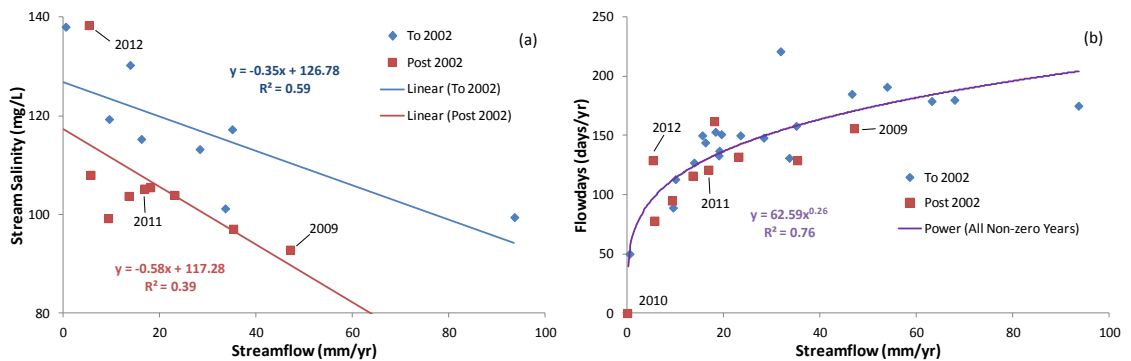 140
120
100
80
0
20
40
60
80
100
Stream Salinity (mg/L)
Streamflow (mm/yr)
(a)
2012
2011
2009
y = -0.35x + 126.78
R² = 0.59
y = -0.58x + 117.28
R² = 0.39
To 2002
Post 2002
Linear (To 2002)
Linear (Post 2002)
250
200
150
100
50
0
0
20
40
60
80
100
Flowdays (days/yr)
Streamflow (mm/yr)
(b)
2012
2009
2011
2010
y = 62.59x^0.26
R² = 0.76
To 2002
Post 2002
Power (All Non-zero Years)